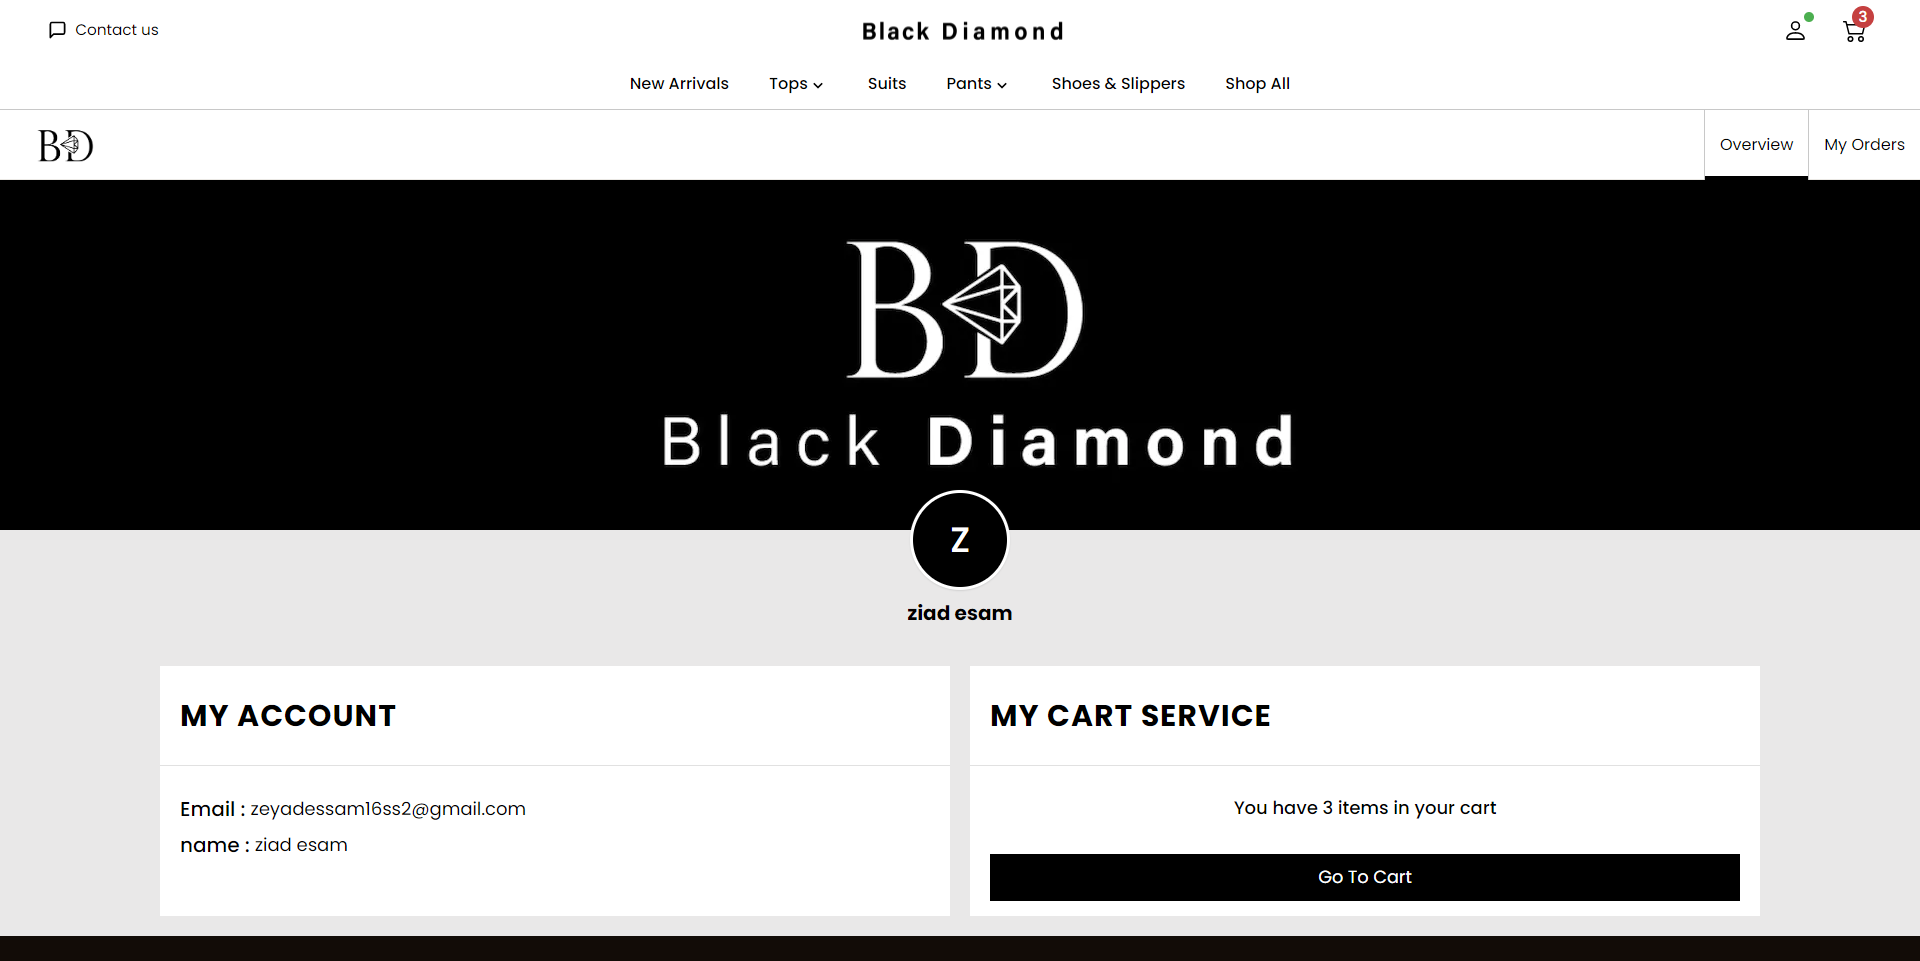 Contact us
Black Diamond
3
New Arrivals
Tops
Suits
Pants
Shoes & Slippers
Shop All
BD
Overview
My Orders
BD
Black Diamond
Z
ziad esam
MY ACCOUNT
Email : zeyadessam16ss2@gmail.com
name : ziad esam
MY CART SERVICE
You have 3 items in your cart
Go To Cart